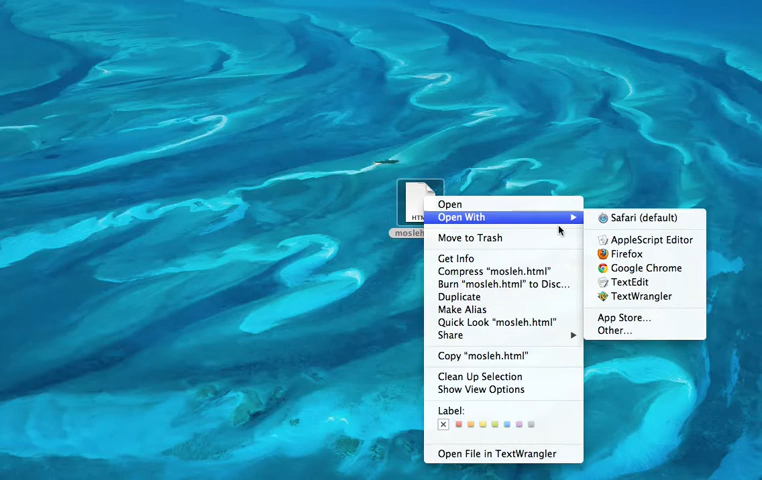 HTM
mosleh
Open
Open With
Move to Trash
Get Info
Compress “mosleh.html”
Burn “mosleh.html” to Disc...
Duplicate
Make Alias
Quick Look “mosleh.html”
Share
Copy “mosleh.html”
Clean Up Selection
Show View Options
Label:
Open File in TextWrangler
Safari (default)
AppleScript Editor
Firefox
Google Chrome
TextEdit
TextWrangler
App Store...
Other...